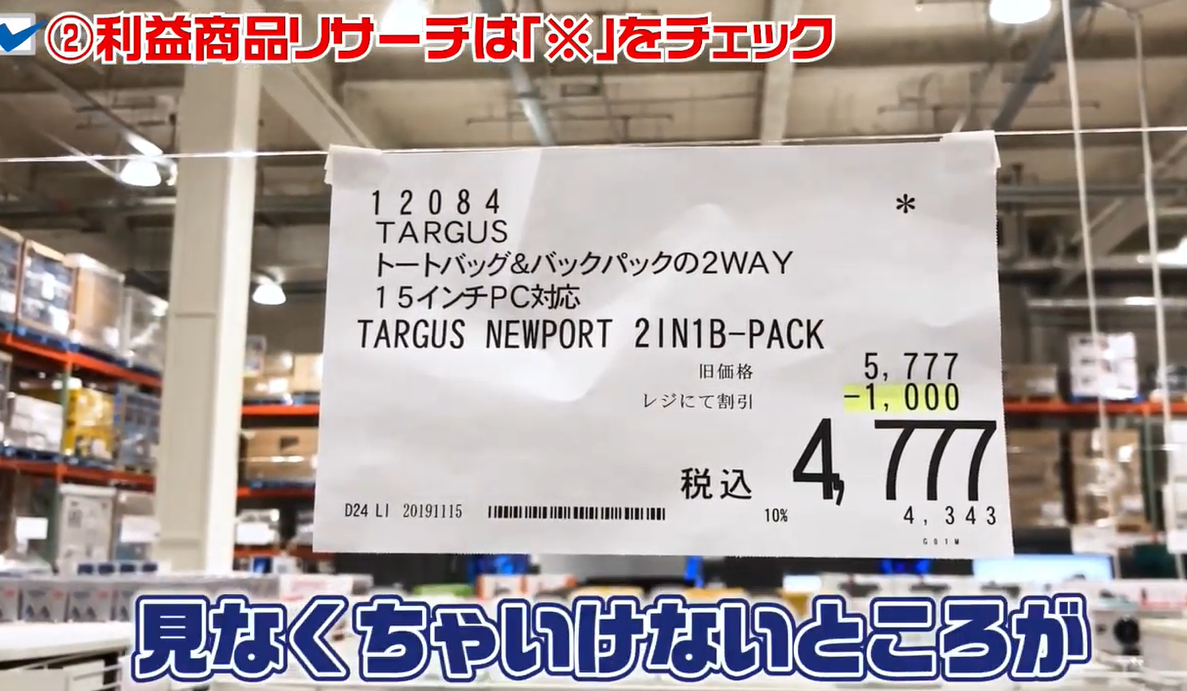 ②利益商品リサーチは「※」をチェック
12084
*
TARGUS
トートバッグ&バックパックの2WAY
15インチPC対応
TARGUS NEWPORT 2IN1B-PACK
旧価格 5,777
レジにて割引 -1,000
税込 4,777
D24 LI 20191115 10% 4,343
G01M
見なくちゃいけないところが